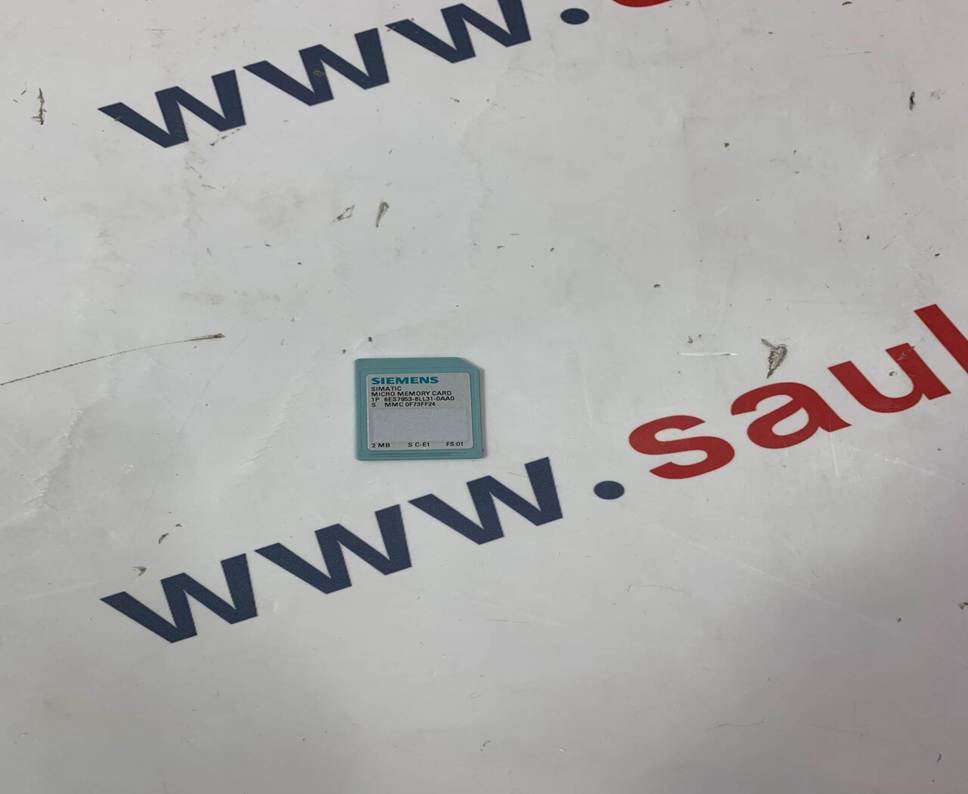 www.
SIEMENS
SIMATIC
MICRO MEMORY CARD
1P 6ES7953-8LL31-0AA0
S MMC 0F73FF24
2 MB S C-E1 FS:01
www.saul